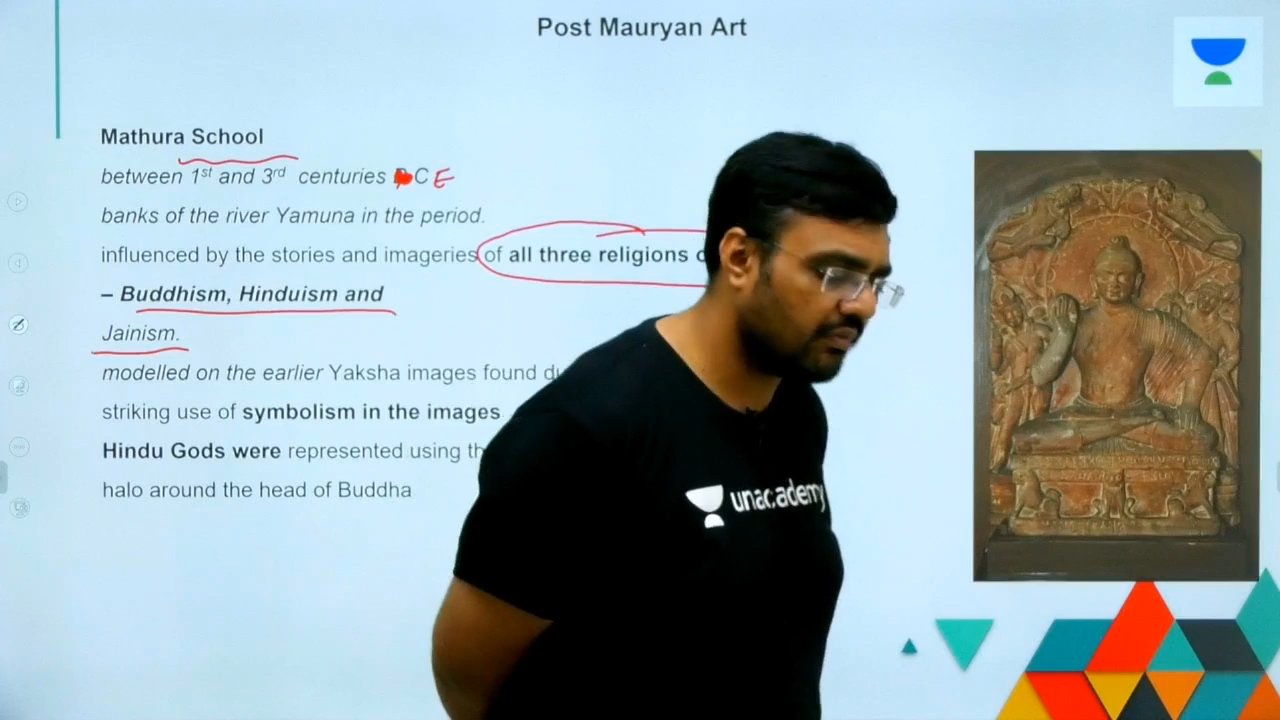 Post Mauryan Art
Mathura School
between 1st and 3rd centuries CE
banks of the river Yamuna in the period.
influenced by the stories and imageries of all three religions
– Buddhism, Hinduism and
Jainism.
modelled on the earlier Yaksha images found
striking use of symbolism in the images
Hindu Gods were represented using
halo around the head of Buddha
unacademy